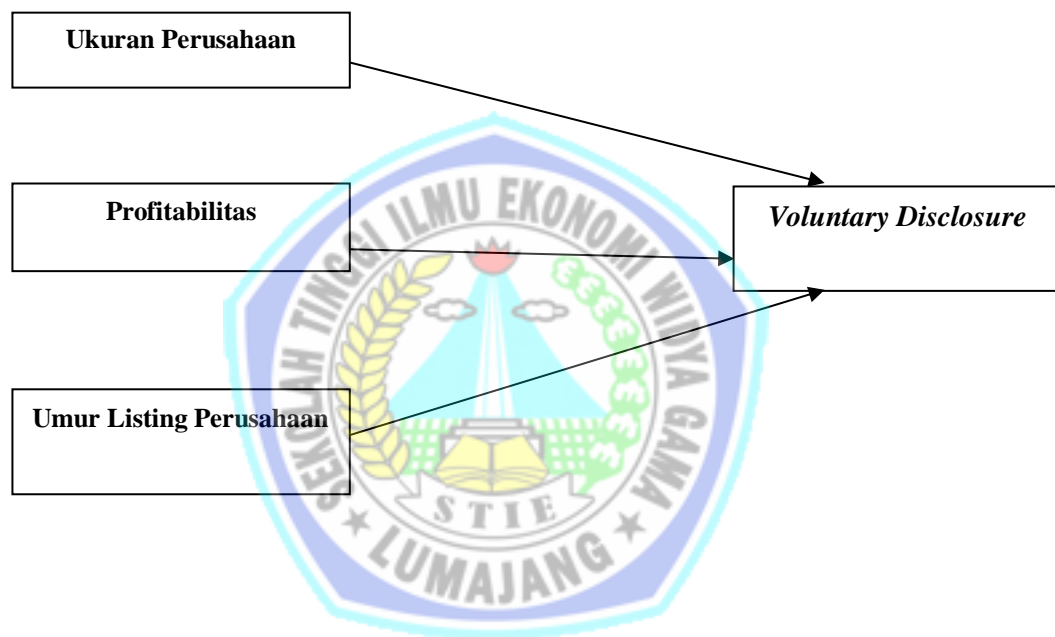 Ukuran Perusahaan
Profitabilitas
Voluntary Disclosure
Umur Listing Perusahaan
SEKOLAH TINGGI ILMU EKONOMI WIDYA GAMA
STIE
★ LUMAJANG ★